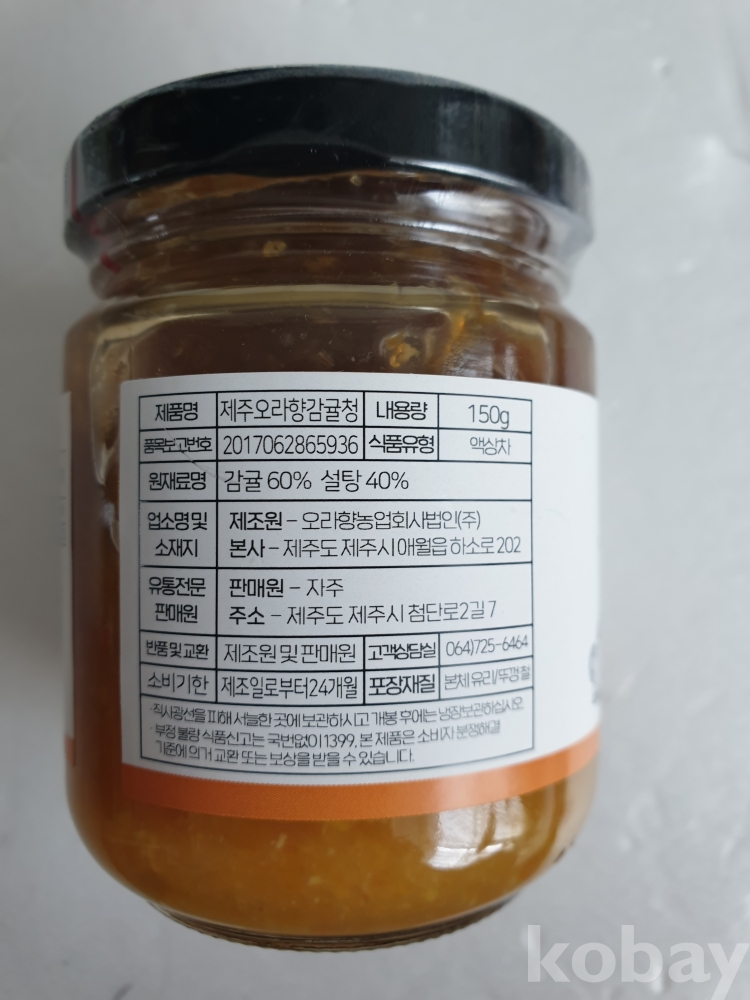 제품명 제주오라향감귤청 내용량 150g
품목보고번호 2017062865936 식품유형 액상차
원재료명 감귤 60% 설탕 40%
업소명 및 제조원 – 오라향농업회사법인(주)
소재지 본사 – 제주도 제주시 애월읍 하소로 202
유통전문 판매원 – 자주
판매원 주소 – 제주도 제주시 첨단로2길 7
반품 및 교환 제조원 및 판매원 고객상담실 064)725-6464
소비기한 제조일로부터24개월 포장재질 본체:유리/뚜껑:철
·직사광선을 피해 서늘한 곳에 보관하시고 개봉 후에는 냉장보관하십시오.
·부정 불량 식품신고는 국번없이 1399, 본 제품은 소비자 분쟁해결
기준에 의거 교환 또는 보상을 받을 수 있습니다.
kobay